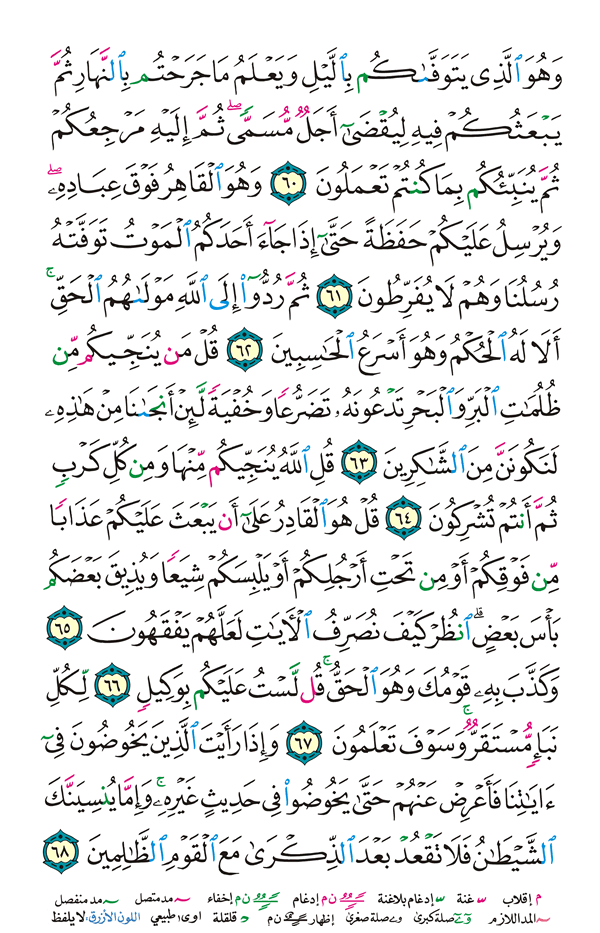 وَهُوَ ٱلَّذِى يَتَوَفَّىٰكُم بِٱلَّيْلِ وَيَعْلَمُ مَا جَرَحْتُم بِٱلنَّهَارِ ثُمَّ
يَبْعَثُكُمْ فِيهِ لِيُقْضَىٰٓ أَجَلٌ مُّسَمًّى ۖ ثُمَّ إِلَيْهِ مَرْجِعُكُمْ
ثُمَّ يُنَبِّئُكُم بِمَا كُنتُمْ تَعْمَلُونَ ٦٠ وَهُوَ ٱلْقَاهِرُ فَوْقَ عِبَادِهِۦ ۖ
وَيُرْسِلُ عَلَيْكُمْ حَفَظَةً حَتَّىٰٓ إِذَا جَآءَ أَحَدَكُمُ ٱلْمَوْتُ تَوَفَّتْهُ
رُسُلُنَا وَهُمْ لَا يُفَرِّطُونَ ٦١ ثُمَّ رُدُّوٓا۟ إِلَى ٱللَّهِ مَوْلَىٰهُمُ ٱلْحَقِّ ۚ
أَلَا لَهُ ٱلْحُكْمُ وَهُوَ أَسْرَعُ ٱلْحَـٰسِبِينَ ٦٢ قُلْ مَن يُنَجِّيكُم مِّن
ظُلُمَـٰتِ ٱلْبَرِّ وَٱلْبَحْرِ تَدْعُونَهُۥ تَضَرُّعًا وَخُفْيَةً لَّئِنْ أَنجَىٰنَا مِنْ هَـٰذِهِۦ
لَنَكُونَنَّ مِنَ ٱلشَّـٰكِرِينَ ٦٣ قُلِ ٱللَّهُ يُنَجِّيكُم مِّنْهَا وَمِن كُلِّ كَرْبٍ
ثُمَّ أَنتُمْ تُشْرِكُونَ ٦٤ قُلْ هُوَ ٱلْقَادِرُ عَلَىٰٓ أَن يَبْعَثَ عَلَيْكُمْ عَذَابًا
مِّن فَوْقِكُمْ أَوْ مِن تَحْتِ أَرْجُلِكُمْ أَوْ يَلْبِسَكُمْ شِيَعًا وَيُذِيقَ بَعْضَكُم
بَأْسَ بَعْضٍ ۗ ٱنظُرْ كَيْفَ نُصَرِّفُ ٱلْـَٔايَـٰتِ لَعَلَّهُمْ يَفْقَهُونَ ٦٥
وَكَذَّبَ بِهِۦ قَوْمُكَ وَهُوَ ٱلْحَقُّ ۚ قُل لَّسْتُ عَلَيْكُم بِوَكِيلٍ ٦٦ لِّكُلِّ
نَبَإٍ مُّسْتَقَرٌّ ۚ وَسَوْفَ تَعْلَمُونَ ٦٧ وَإِذَا رَأَيْتَ ٱلَّذِينَ يَخُوضُونَ فِىٓ
ءَايَـٰتِنَا فَأَعْرِضْ عَنْهُمْ حَتَّىٰ يَخُوضُوا۟ فِى حَدِيثٍ غَيْرِهِۦ ۚ وَإِمَّا يُنسِيَنَّكَ
ٱلشَّيْطَـٰنُ فَلَا تَقْعُدْ بَعْدَ ٱلذِّكْرَىٰ مَعَ ٱلْقَوْمِ ٱلظَّـٰلِمِينَ ٦٨
م إقلاب غنة إدغام بلاغنة ن م إدغام ن م إخفاء مد متصل مد منفصل
المد اللازم صلة كبرى صلة صغرى إظهار ن م قلقلة اوى؛ طبيعي اللون الأزرق: لا يلفظ